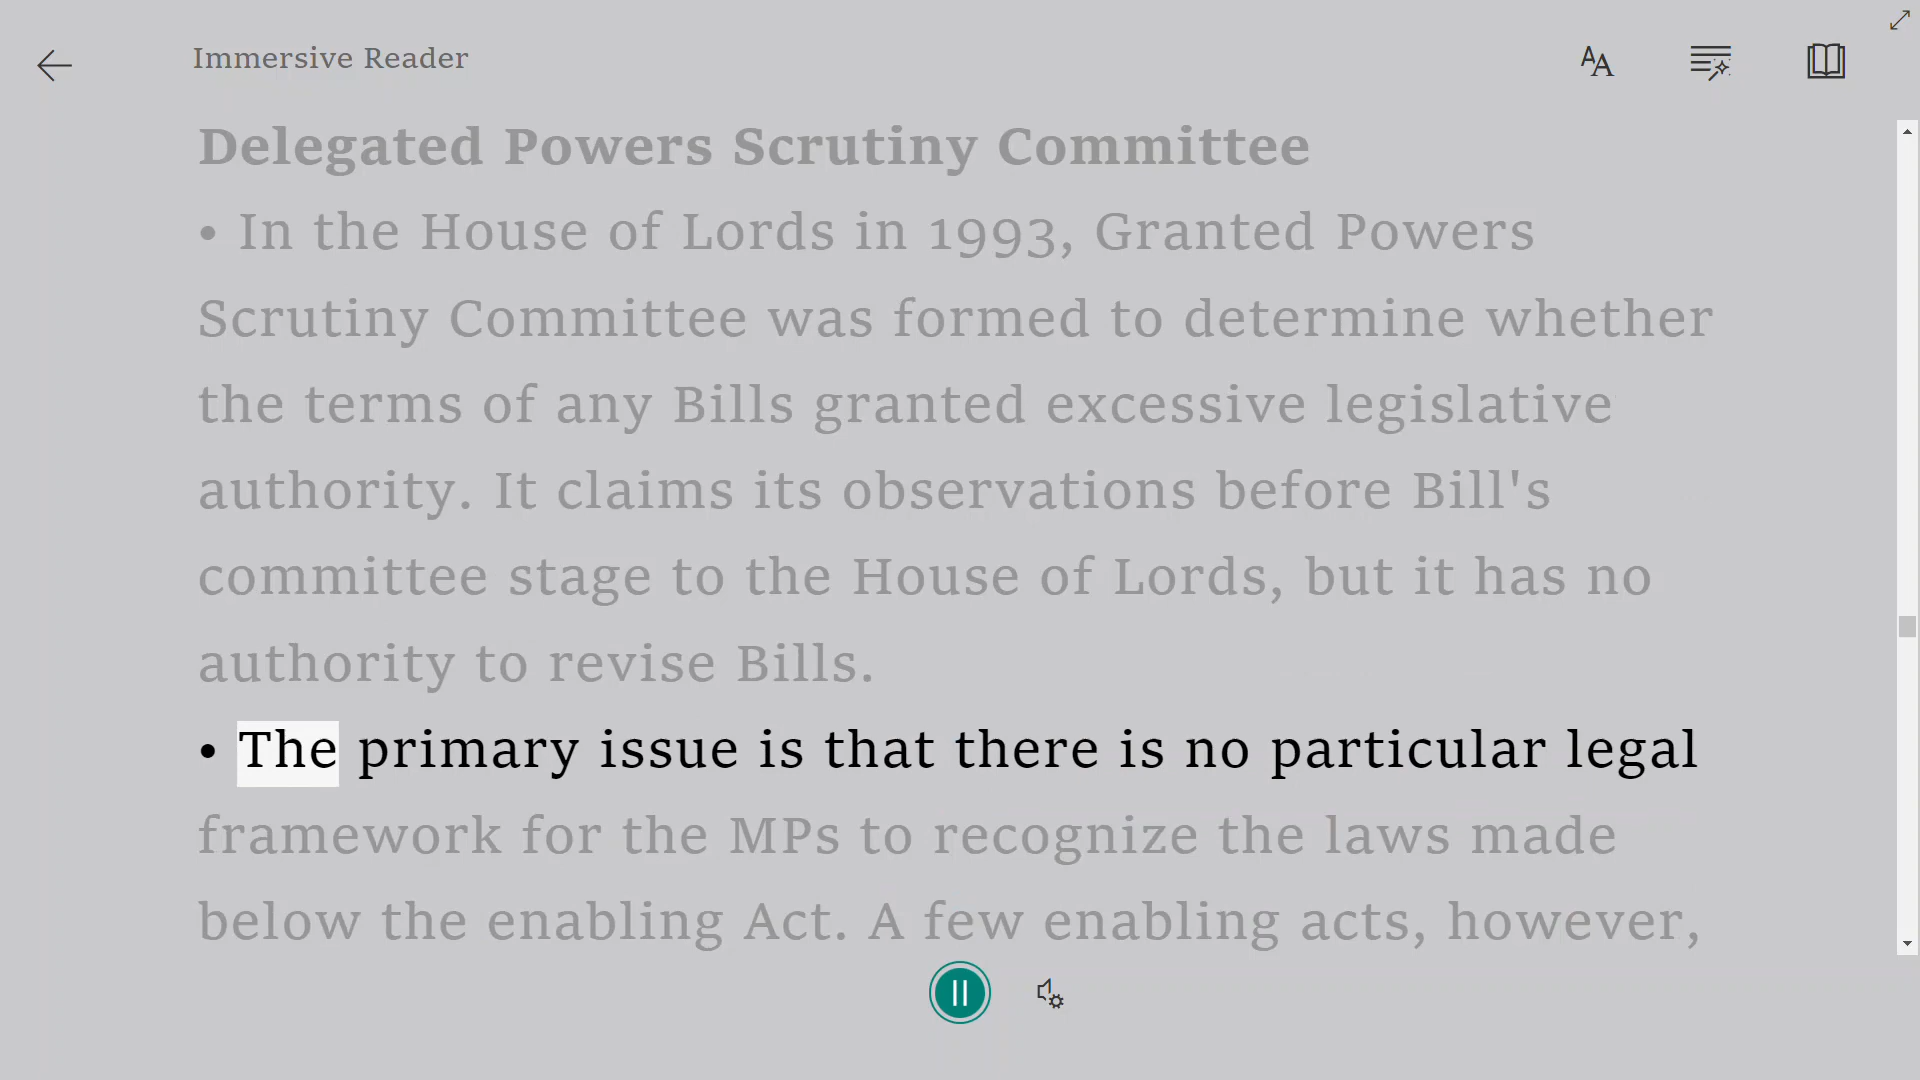 Immersive Reader
Delegated Powers Scrutiny Committee
• In the House of Lords in 1993, Granted Powers
Scrutiny Committee was formed to determine whether
the terms of any Bills granted excessive legislative
authority. It claims its observations before Bill's
committee stage to the House of Lords, but it has no
authority to revise Bills.
• The primary issue is that there is no particular legal
framework for the MPs to recognize the laws made
below the enabling Act. A few enabling acts, however,